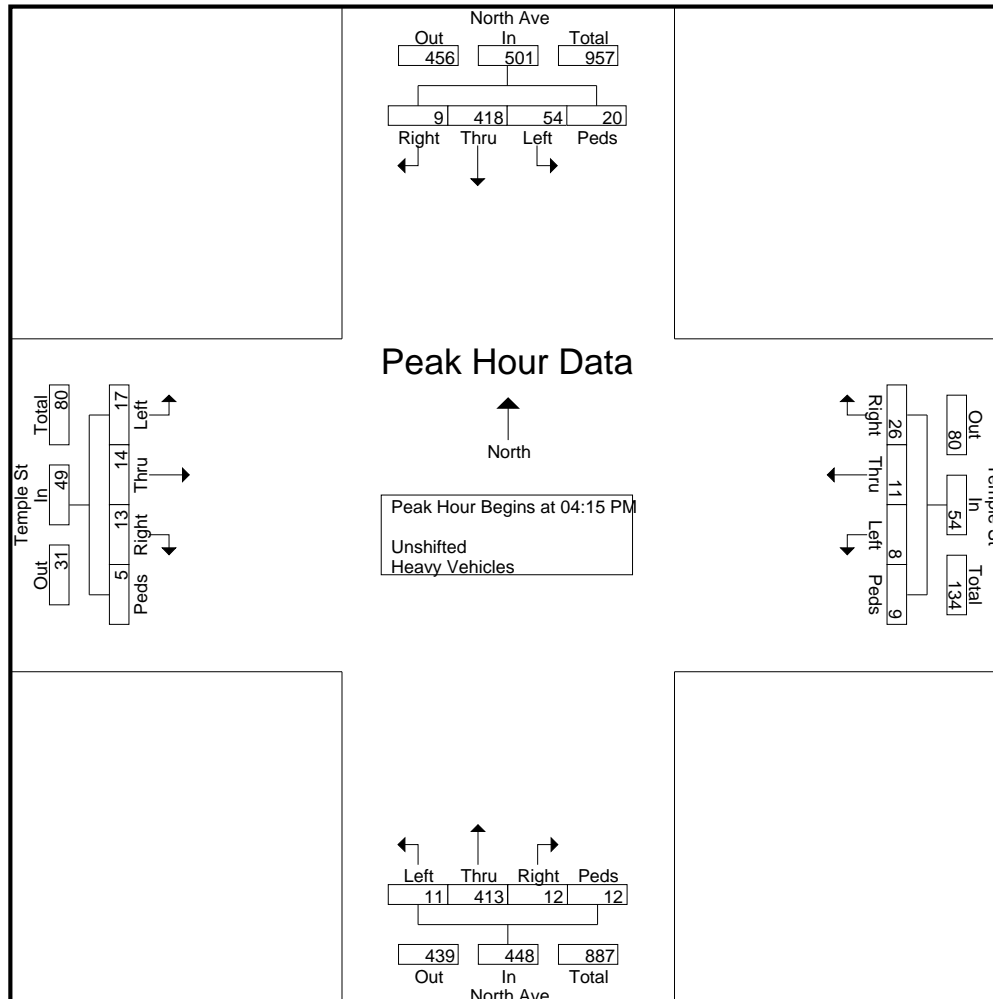 North Ave
Out In Total
456 501 957
9 418 54 20
Right Thru Left Peds
Peak Hour Data
North
Peak Hour Begins at 04:15 PM
Unshifted
Heavy Vehicles
Temple St
Total In Out
80 49 31
17 14 13 5
Left Thru Right Peds
Right Thru Left Peds
26 11 8 9
Out In Total
80 54 134
Temple St
Left Thru Right Peds
11 413 12 12
439 448 887
Out In Total
North Ave